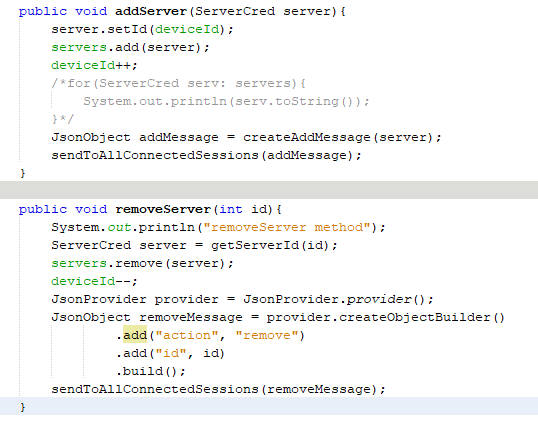 public void addServer(ServerCred server){
server.setId(deviceId);
servers.add(server);
deviceId++;
/*for(ServerCred serv: servers){
System.out.println(serv.toString());
}*/
JsonObject addMessage = createAddMessage(server);
sendToAllConnectedSessions(addMessage);
}
public void removeServer(int id){
System.out.println("removeServer method");
ServerCred server = getServerId(id);
servers.remove(server);
deviceId--;
JsonProvider provider = JsonProvider.provider();
JsonObject removeMessage = provider.createObjectBuilder()
.add("action", "remove")
.add("id", id)
.build();
sendToAllConnectedSessions(removeMessage);
}